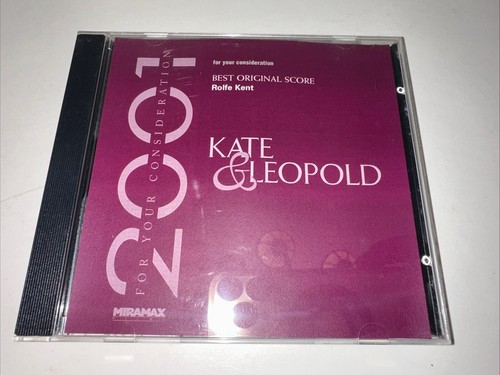 2001
FOR YOUR CONSIDERATION
for your consideration
BEST ORIGINAL SCORE
Rolfe Kent
KATE
& LEOPOLD
MIRAMAX